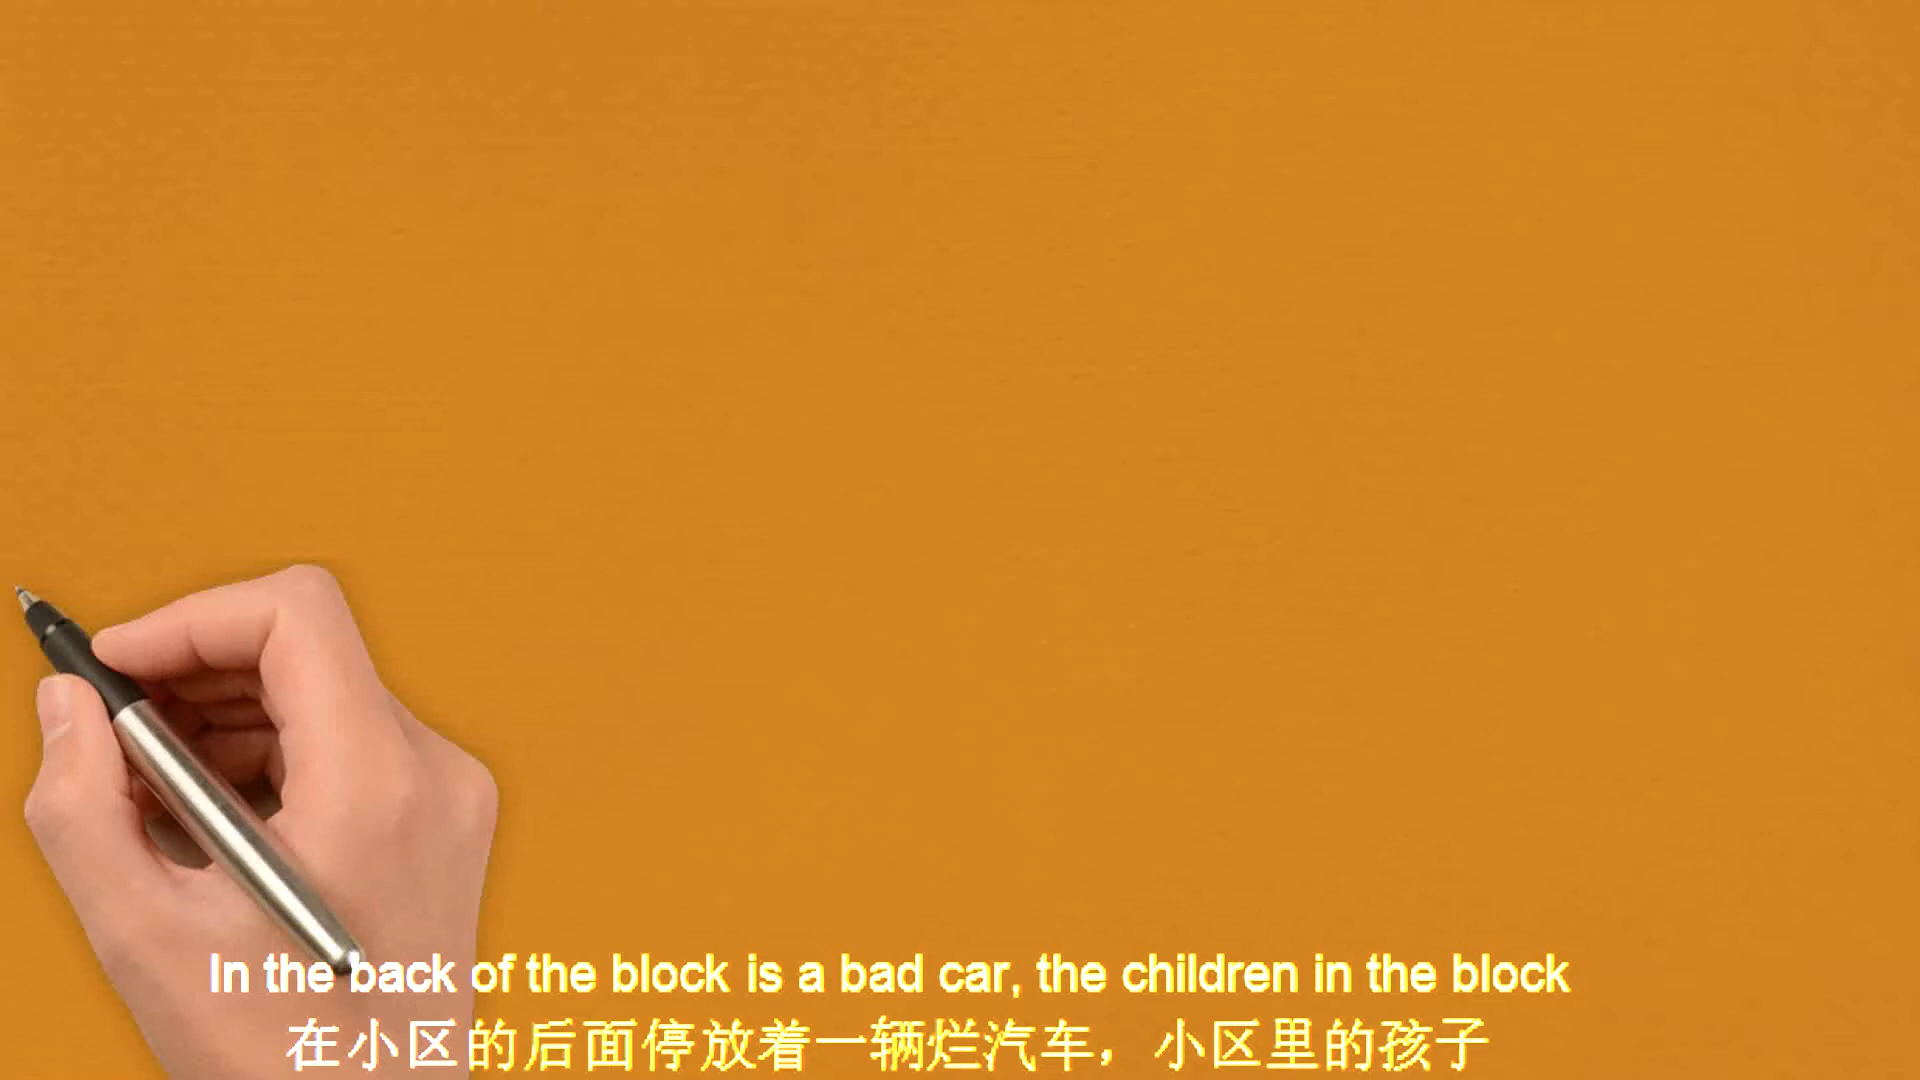 In the back of the block is a bad car, the children in the block
在小区的后面停放着一辆烂汽车，小区里的孩子